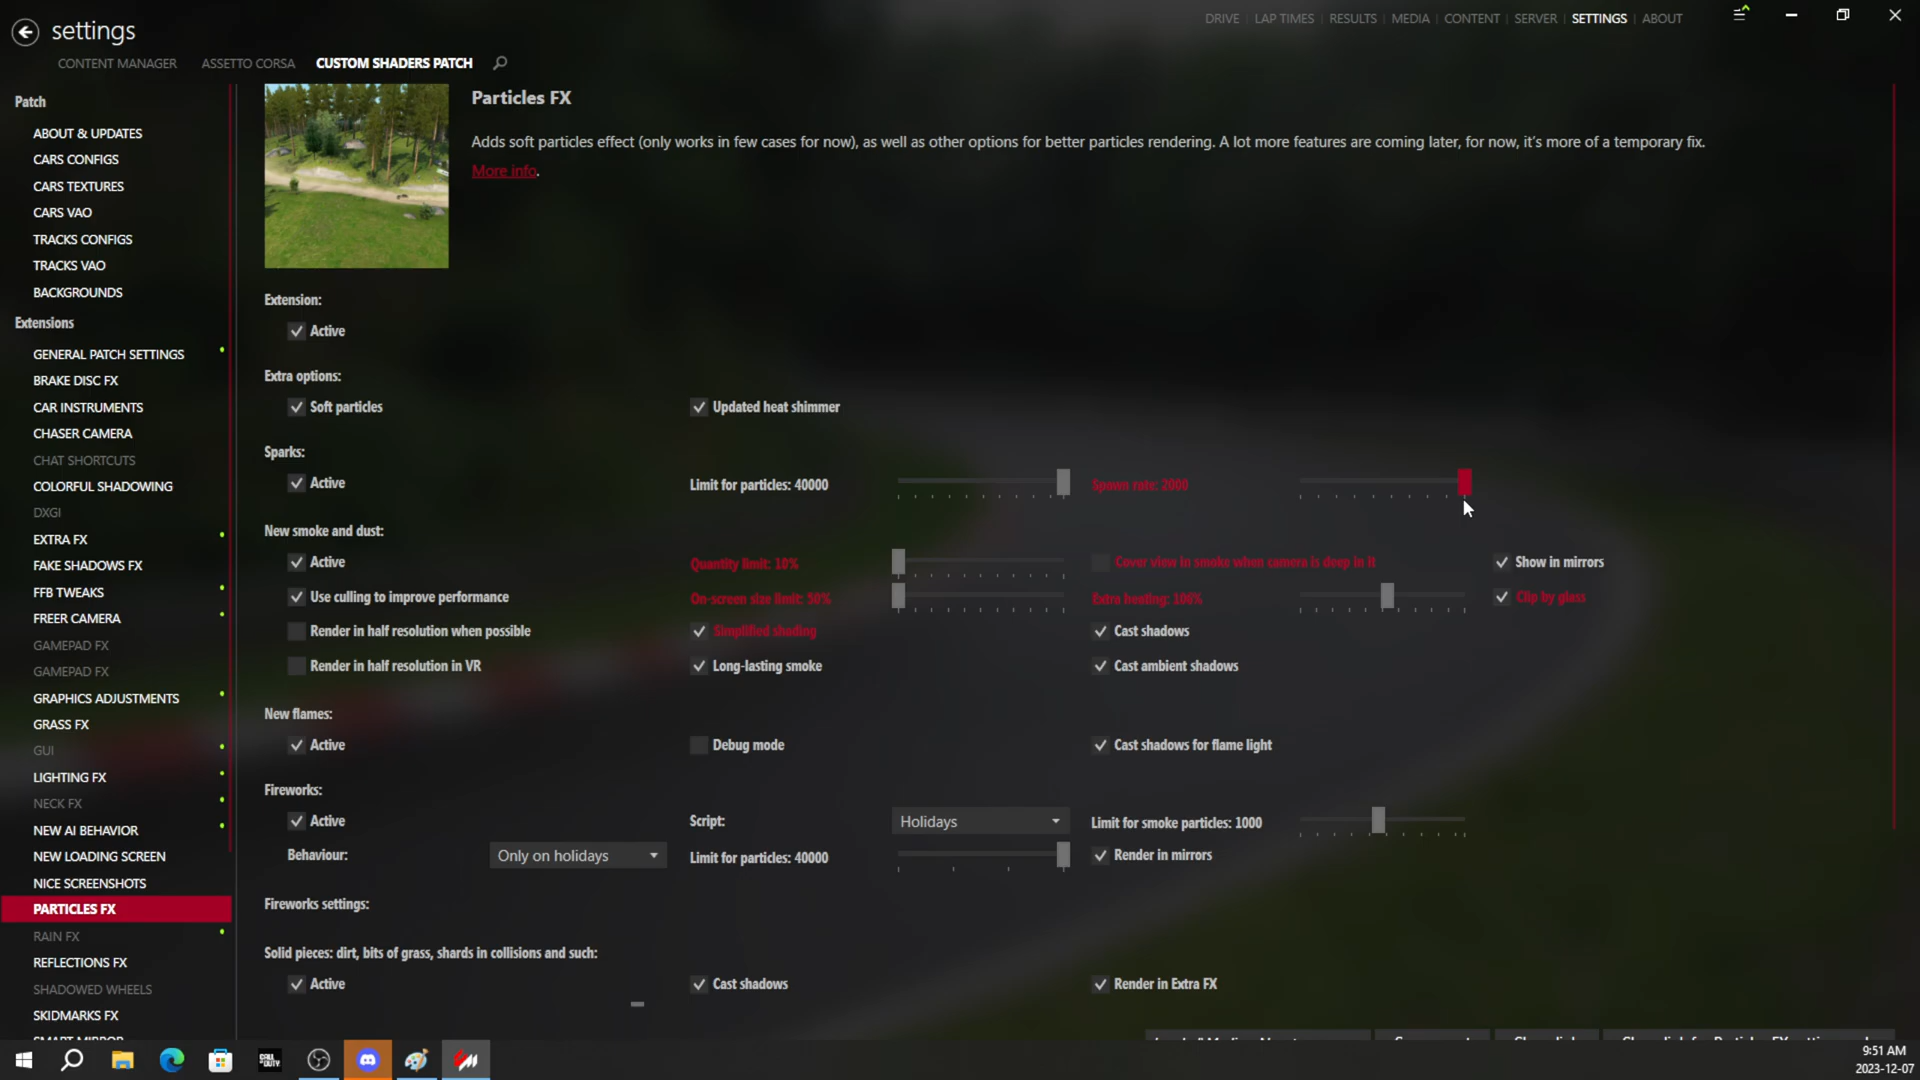 settings
DRIVE | LAP TIMES | RESULTS | MEDIA | CONTENT | SERVER | SETTINGS | ABOUT
CONTENT MANAGER ASSETTO CORSA CUSTOM SHADERS PATCH
Patch
ABOUT & UPDATES
CARS CONFIGS
CARS TEXTURES
CARS VAO
TRACKS CONFIGS
TRACKS VAO
BACKGROUNDS
Extensions
GENERAL PATCH SETTINGS
BRAKE DISC FX
CAR INSTRUMENTS
CHASER CAMERA
CHAT SHORTCUTS
COLORFUL SHADOWING
DXGI
EXTRA FX
FAKE SHADOWS FX
FFB TWEAKS
FREER CAMERA
GAMEPAD FX
GAMEPAD FX
GRAPHICS ADJUSTMENTS
GRASS FX
GUI
LIGHTING FX
NECK FX
NEW AI BEHAVIOR
NEW LOADING SCREEN
NICE SCREENSHOTS
PARTICLES FX
RAIN FX
REFLECTIONS FX
SHADOWED WHEELS
SKIDMARKS FX
Particles FX
Adds soft particles effect (only works in few cases for now), as well as other options for better particles rendering. A lot more features are coming later, for now, it's more of a temporary fix.
More info.
Extension:
Active
Extra options:
Soft particles Updated heat shimmer
Sparks:
Active Limit for particles: 40000 Spawn rate: 2000
New smoke and dust:
Active Quantity limit: 10% Cover view in smoke when camera is deep in it Show in mirrors
Use culling to improve performance On-screen size limit: 50% Extra heating: 106% Clip by glass
Render in half resolution when possible Simplified shading Cast shadows
Render in half resolution in VR Long-lasting smoke Cast ambient shadows
New flames:
Active Debug mode Cast shadows for flame light
Fireworks:
Active Script: Holidays Limit for smoke particles: 1000
Behaviour: Only on holidays Limit for particles: 40000 Render in mirrors
Fireworks settings:
Solid pieces: dirt, bits of grass, shards in collisions and such:
Active Cast shadows Render in Extra FX
CALL OF DUTY
9:51 AM
2023-12-07